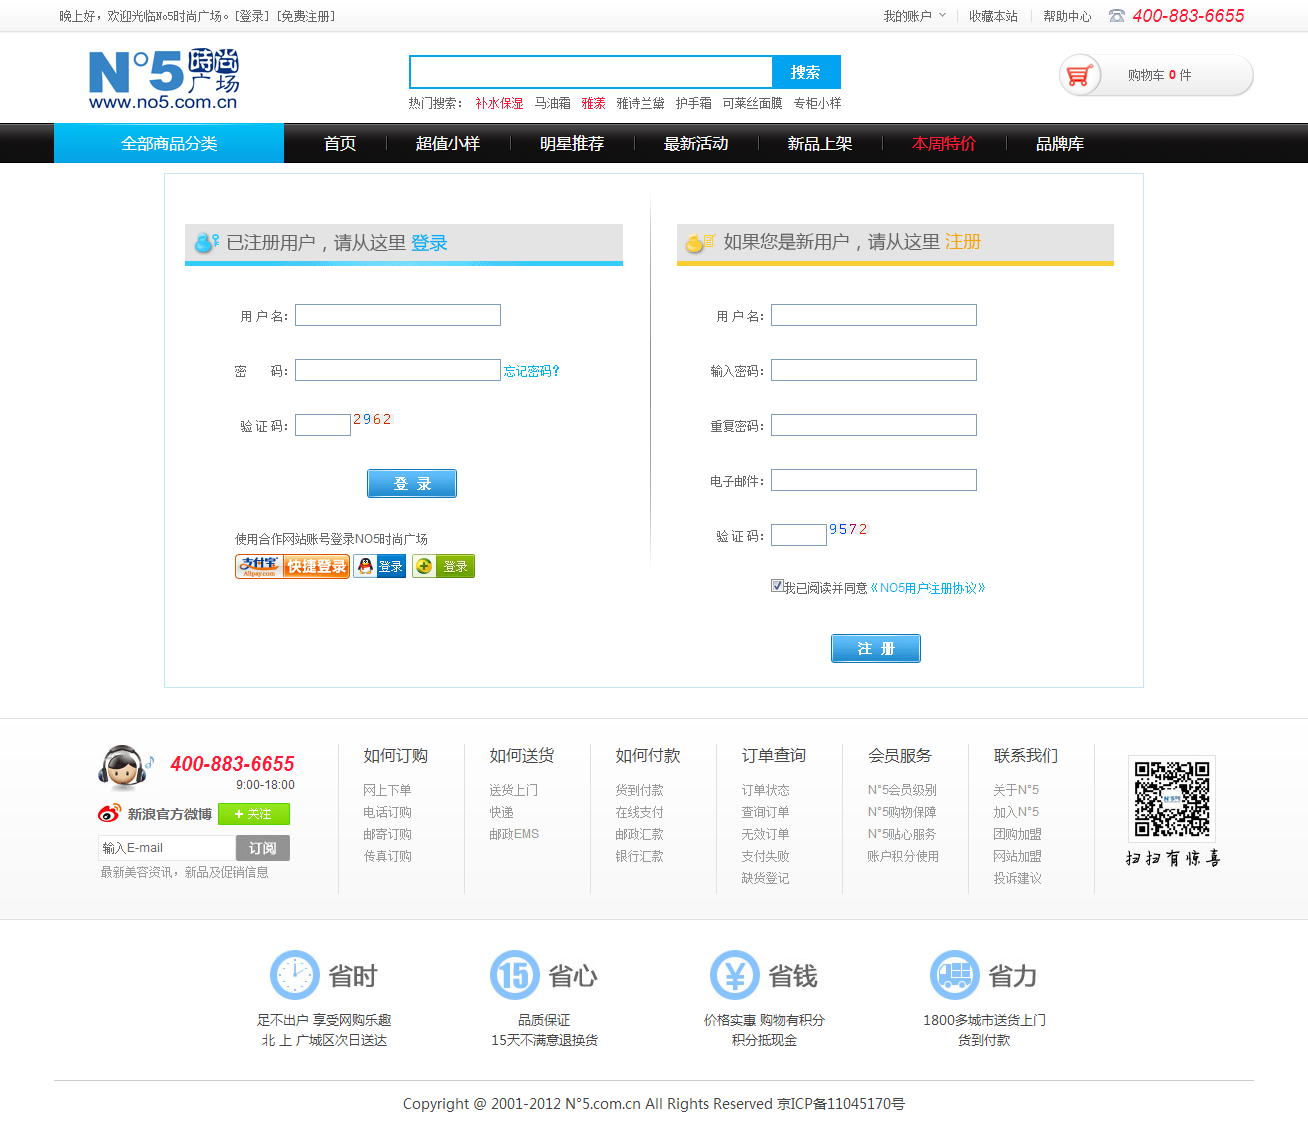 晚上好，欢迎光临No5时尚广场。[登录] [免费注册]
我的账户 收藏本站 帮助中心 400-883-6655
N°5 時尚广场
www.no5.com.cn
搜索
购物车 0 件
热门搜索： 补水保湿 马油霜 雅漾 雅诗兰黛 护手霜 可莱丝面膜 专柜小样
全部商品分类 首页 超值小样 明星推荐 最新活动 新品上架 本周特价 品牌库
已注册用户，请从这里 登录
用 户 名：
密 码： 忘记密码?
验 证 码： 2962
登 录
使用合作网站账号登录NO5时尚广场
支付宝 Alipay.com 快捷登录 登录 登录
如果您是新用户，请从这里 注册
用 户 名：
输入密码：
重复密码：
电子邮件：
验 证 码： 9572
我已阅读并同意《NO5用户注册协议》
注 册
400-883-6655
9:00-18:00
新浪官方微博 + 关注
输入E-mail 订阅
最新美容资讯，新品及促销信息
如何订购
网上下单
电话订购
邮寄订购
传真订购
如何送货
送货上门
快递
邮政EMS
如何付款
货到付款
在线支付
邮政汇款
银行汇款
订单查询
订单状态
查询订单
无效订单
支付失败
缺货登记
会员服务
N°5会员级别
N°5购物保障
N°5贴心服务
账户积分使用
联系我们
关于N°5
加入N°5
团购加盟
网站加盟
投诉建议
扫扫有惊喜
省时
足不出户 享受网购乐趣
北 上 广城区次日送达
15 省心
品质保证
15天不满意退换货
¥ 省钱
价格实惠 购物有积分
积分抵现金
省力
1800多城市送货上门
货到付款
Copyright @ 2001-2012 N°5.com.cn All Rights Reserved 京ICP备11045170号